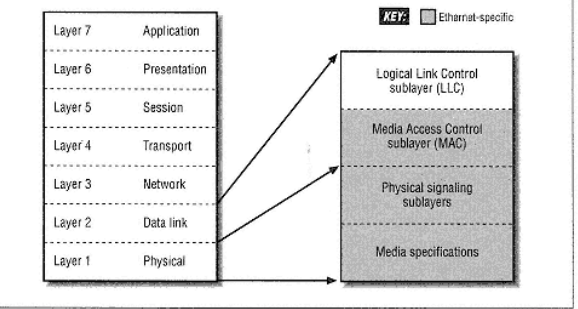 KEY: Ethernet-specific
Layer 7 Application
Layer 6 Presentation
Layer 5 Session
Layer 4 Transport
Layer 3 Network
Layer 2 Data link
Layer 1 Physical
Logical Link Control
sublayer (LLC)
Media Access Control
sublayer (MAC)
Physical signaling
sublayers
Media specifications